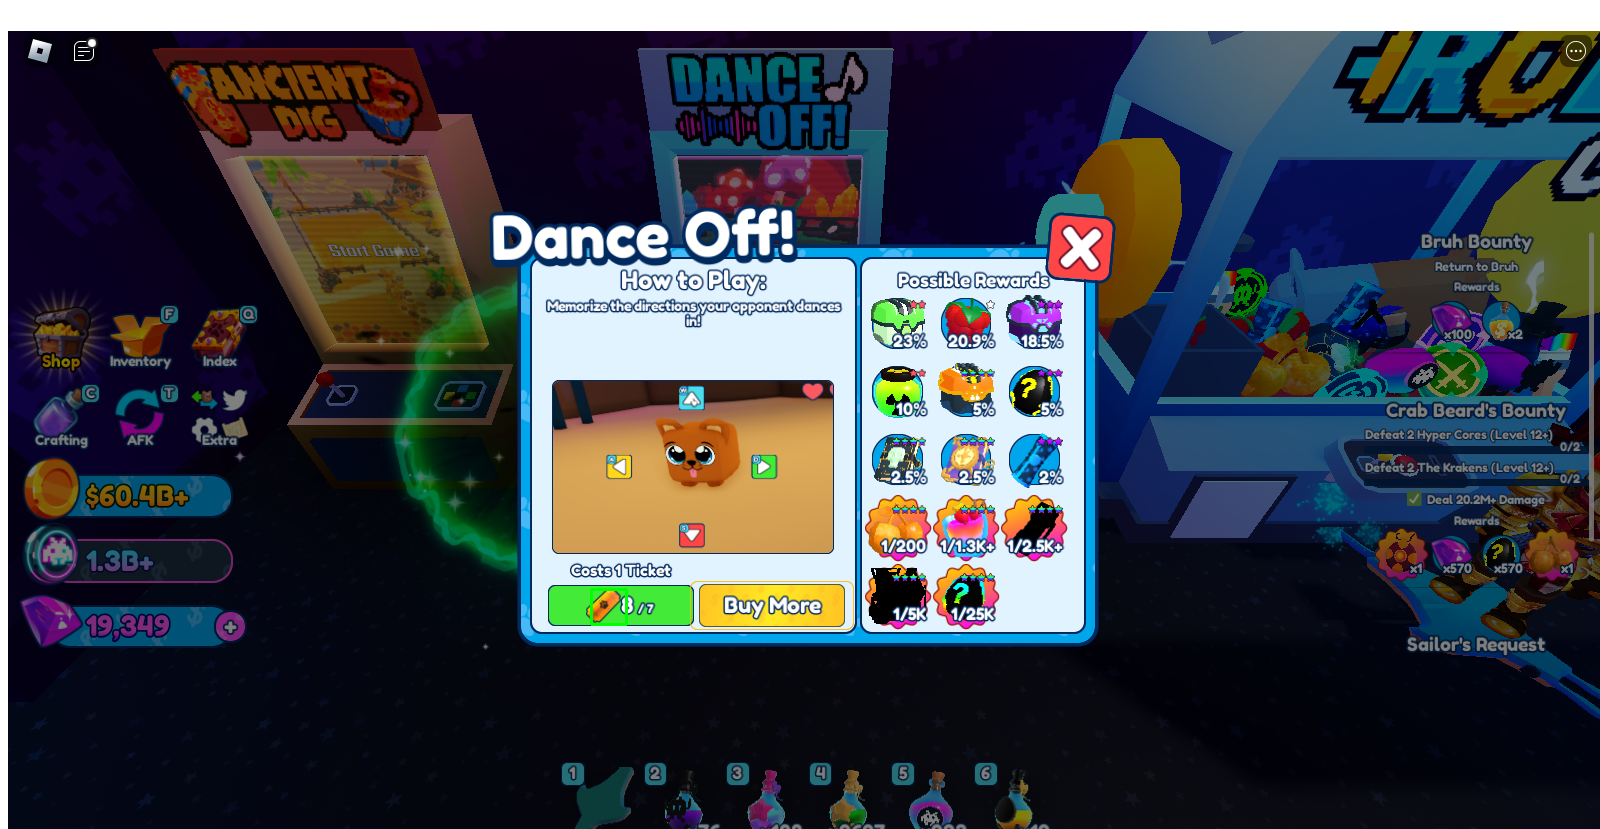 ANCIENT
DIG
DANCE
OFF!
Start Game
Dance Off!
How to Play:
Memorize the directions your opponent dances
in!
W
A
D
S
Costs 1 Ticket
8 / 7
Buy More
Possible Rewards
23%
20.9%
18.5%
10%
5%
?
5%
2.5%
2.5%
2%
1/200
1/1.3K+
1/2.5K+
1/5K
?
1/25K
Shop
F
Inventory
Q
Index
C
Crafting
T
AFK
Extra
$60.4B+
1.3B+
19,349
Bruh Bounty
Return to Bruh
Rewards
x100
x2
Crab Beard's Bounty
Defeat 2 Hyper Cores (Level 12+)
0/2
Defeat 2 The Krakens (Level 12+)
0/2
Deal 20.2M+ Damage
Rewards
x1
x570
?
x570
x1
Sailor's Request
1
2
3
4
5
6